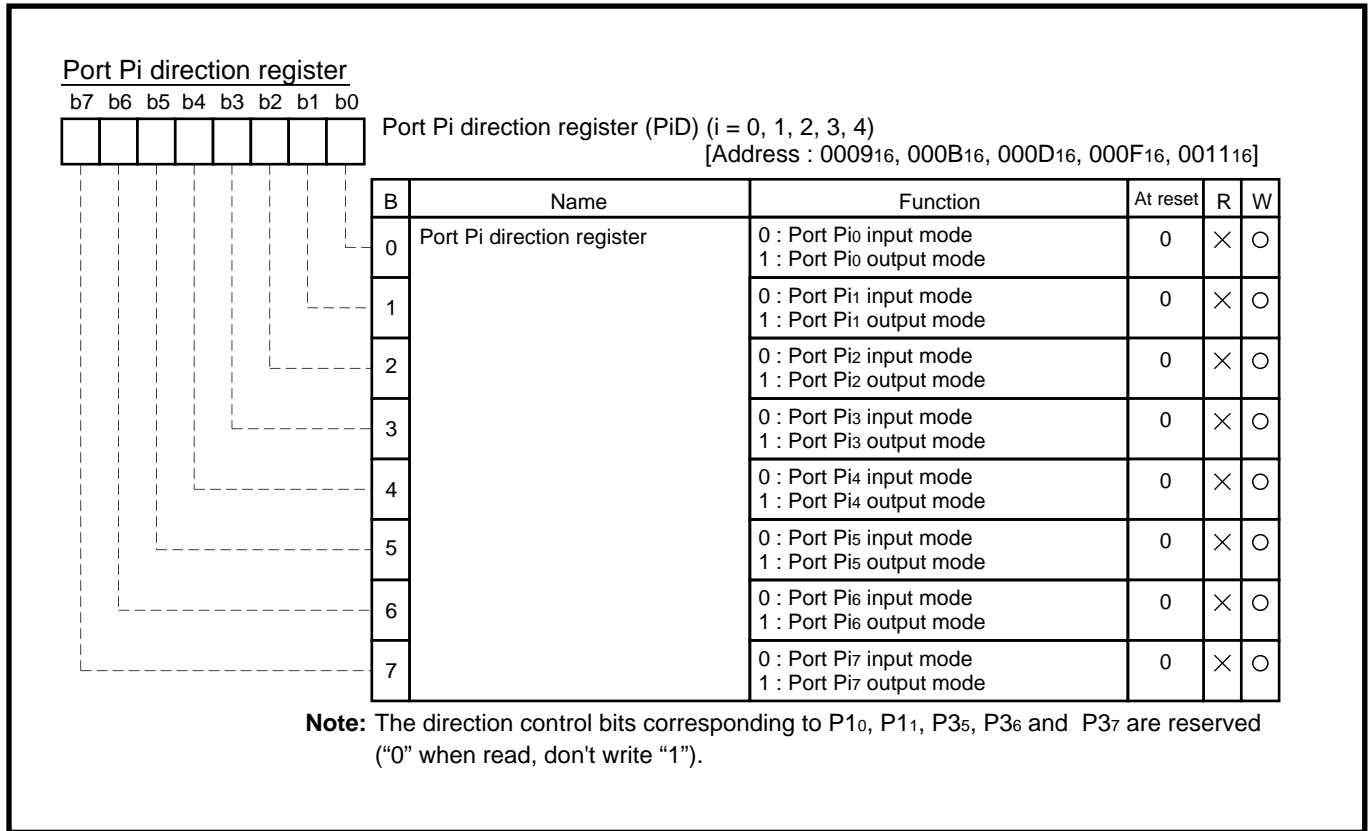 Port Pi direction register
b7 b6 b5 b4 b3 b2 b1 b0
Port Pi direction register (PiD) (i = 0, 1, 2, 3, 4)
[Address : 000916, 000B16, 000D16, 000F16, 001116]
B Name Function At reset R W
0 Port Pi direction register 0 : Port Pi0 input mode 0 × ○
1 : Port Pi0 output mode
1 0 : Port Pi1 input mode 0 × ○
1 : Port Pi1 output mode
2 0 : Port Pi2 input mode 0 × ○
1 : Port Pi2 output mode
3 0 : Port Pi3 input mode 0 × ○
1 : Port Pi3 output mode
4 0 : Port Pi4 input mode 0 × ○
1 : Port Pi4 output mode
5 0 : Port Pi5 input mode 0 × ○
1 : Port Pi5 output mode
6 0 : Port Pi6 input mode 0 × ○
1 : Port Pi6 output mode
7 0 : Port Pi7 input mode 0 × ○
1 : Port Pi7 output mode
Note: The direction control bits corresponding to P10, P11, P35, P36 and P37 are reserved
(“0” when read, don't write “1”).